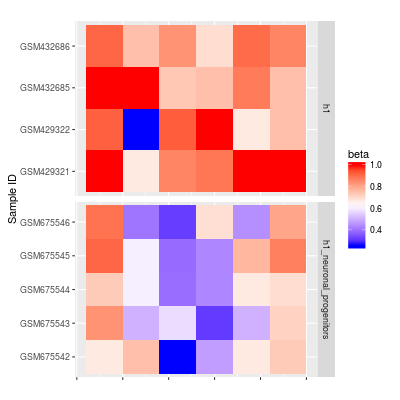 GSM432686
GSM432685
GSM429322
GSM429321
h1
GSM675546
GSM675545
GSM675544
GSM675543
GSM675542
h1_neuronal_progenitors
Sample ID
beta
1.0
0.8
0.6
0.4